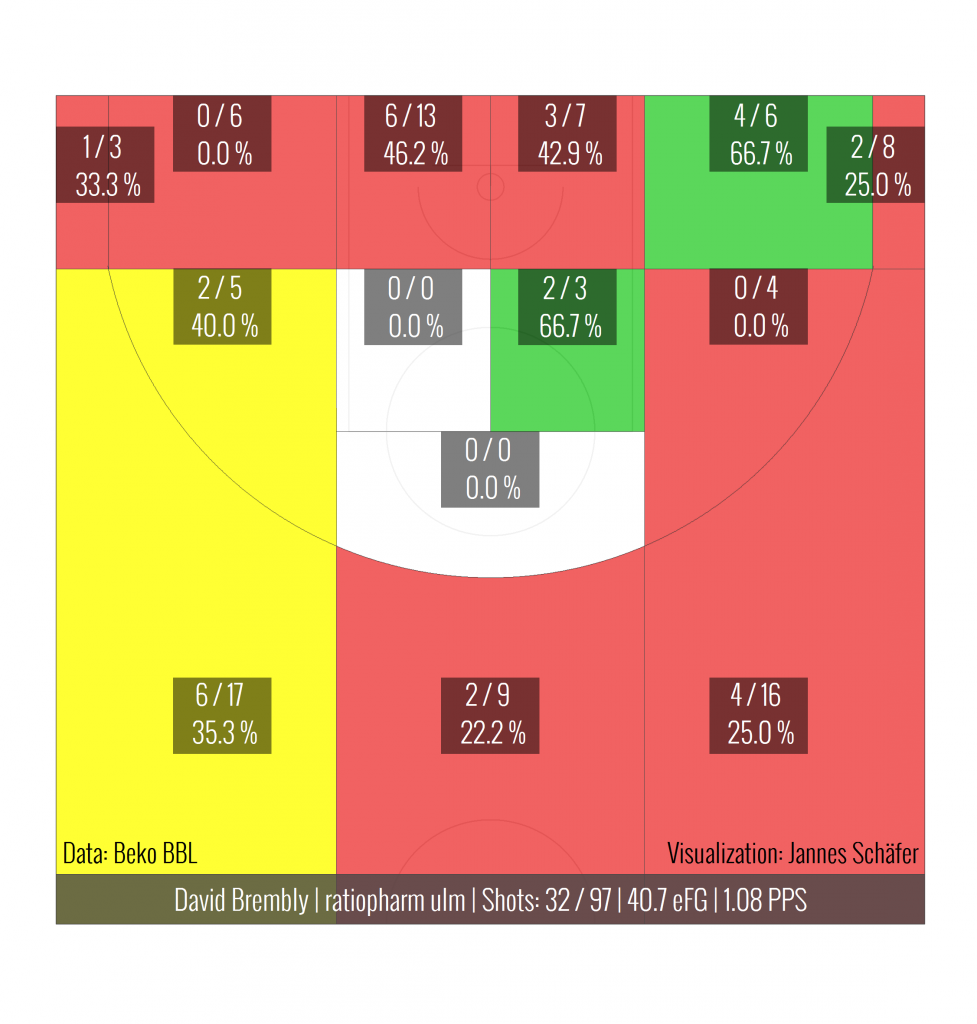 0 / 6
0.0 %
6 / 13
46.2 %
3 / 7
42.9 %
4 / 6
66.7 %
1 / 3
33.3 %
2 / 8
25.0 %
2 / 5
40.0 %
0 / 0
0.0 %
2 / 3
66.7 %
0 / 4
0.0 %
0 / 0
0.0 %
6 / 17
35.3 %
2 / 9
22.2 %
4 / 16
25.0 %
Data: Beko BBL
Visualization: Jannes Schäfer
David Brembly | ratiopharm ulm | Shots: 32 / 97 | 40.7 eFG | 1.08 PPS